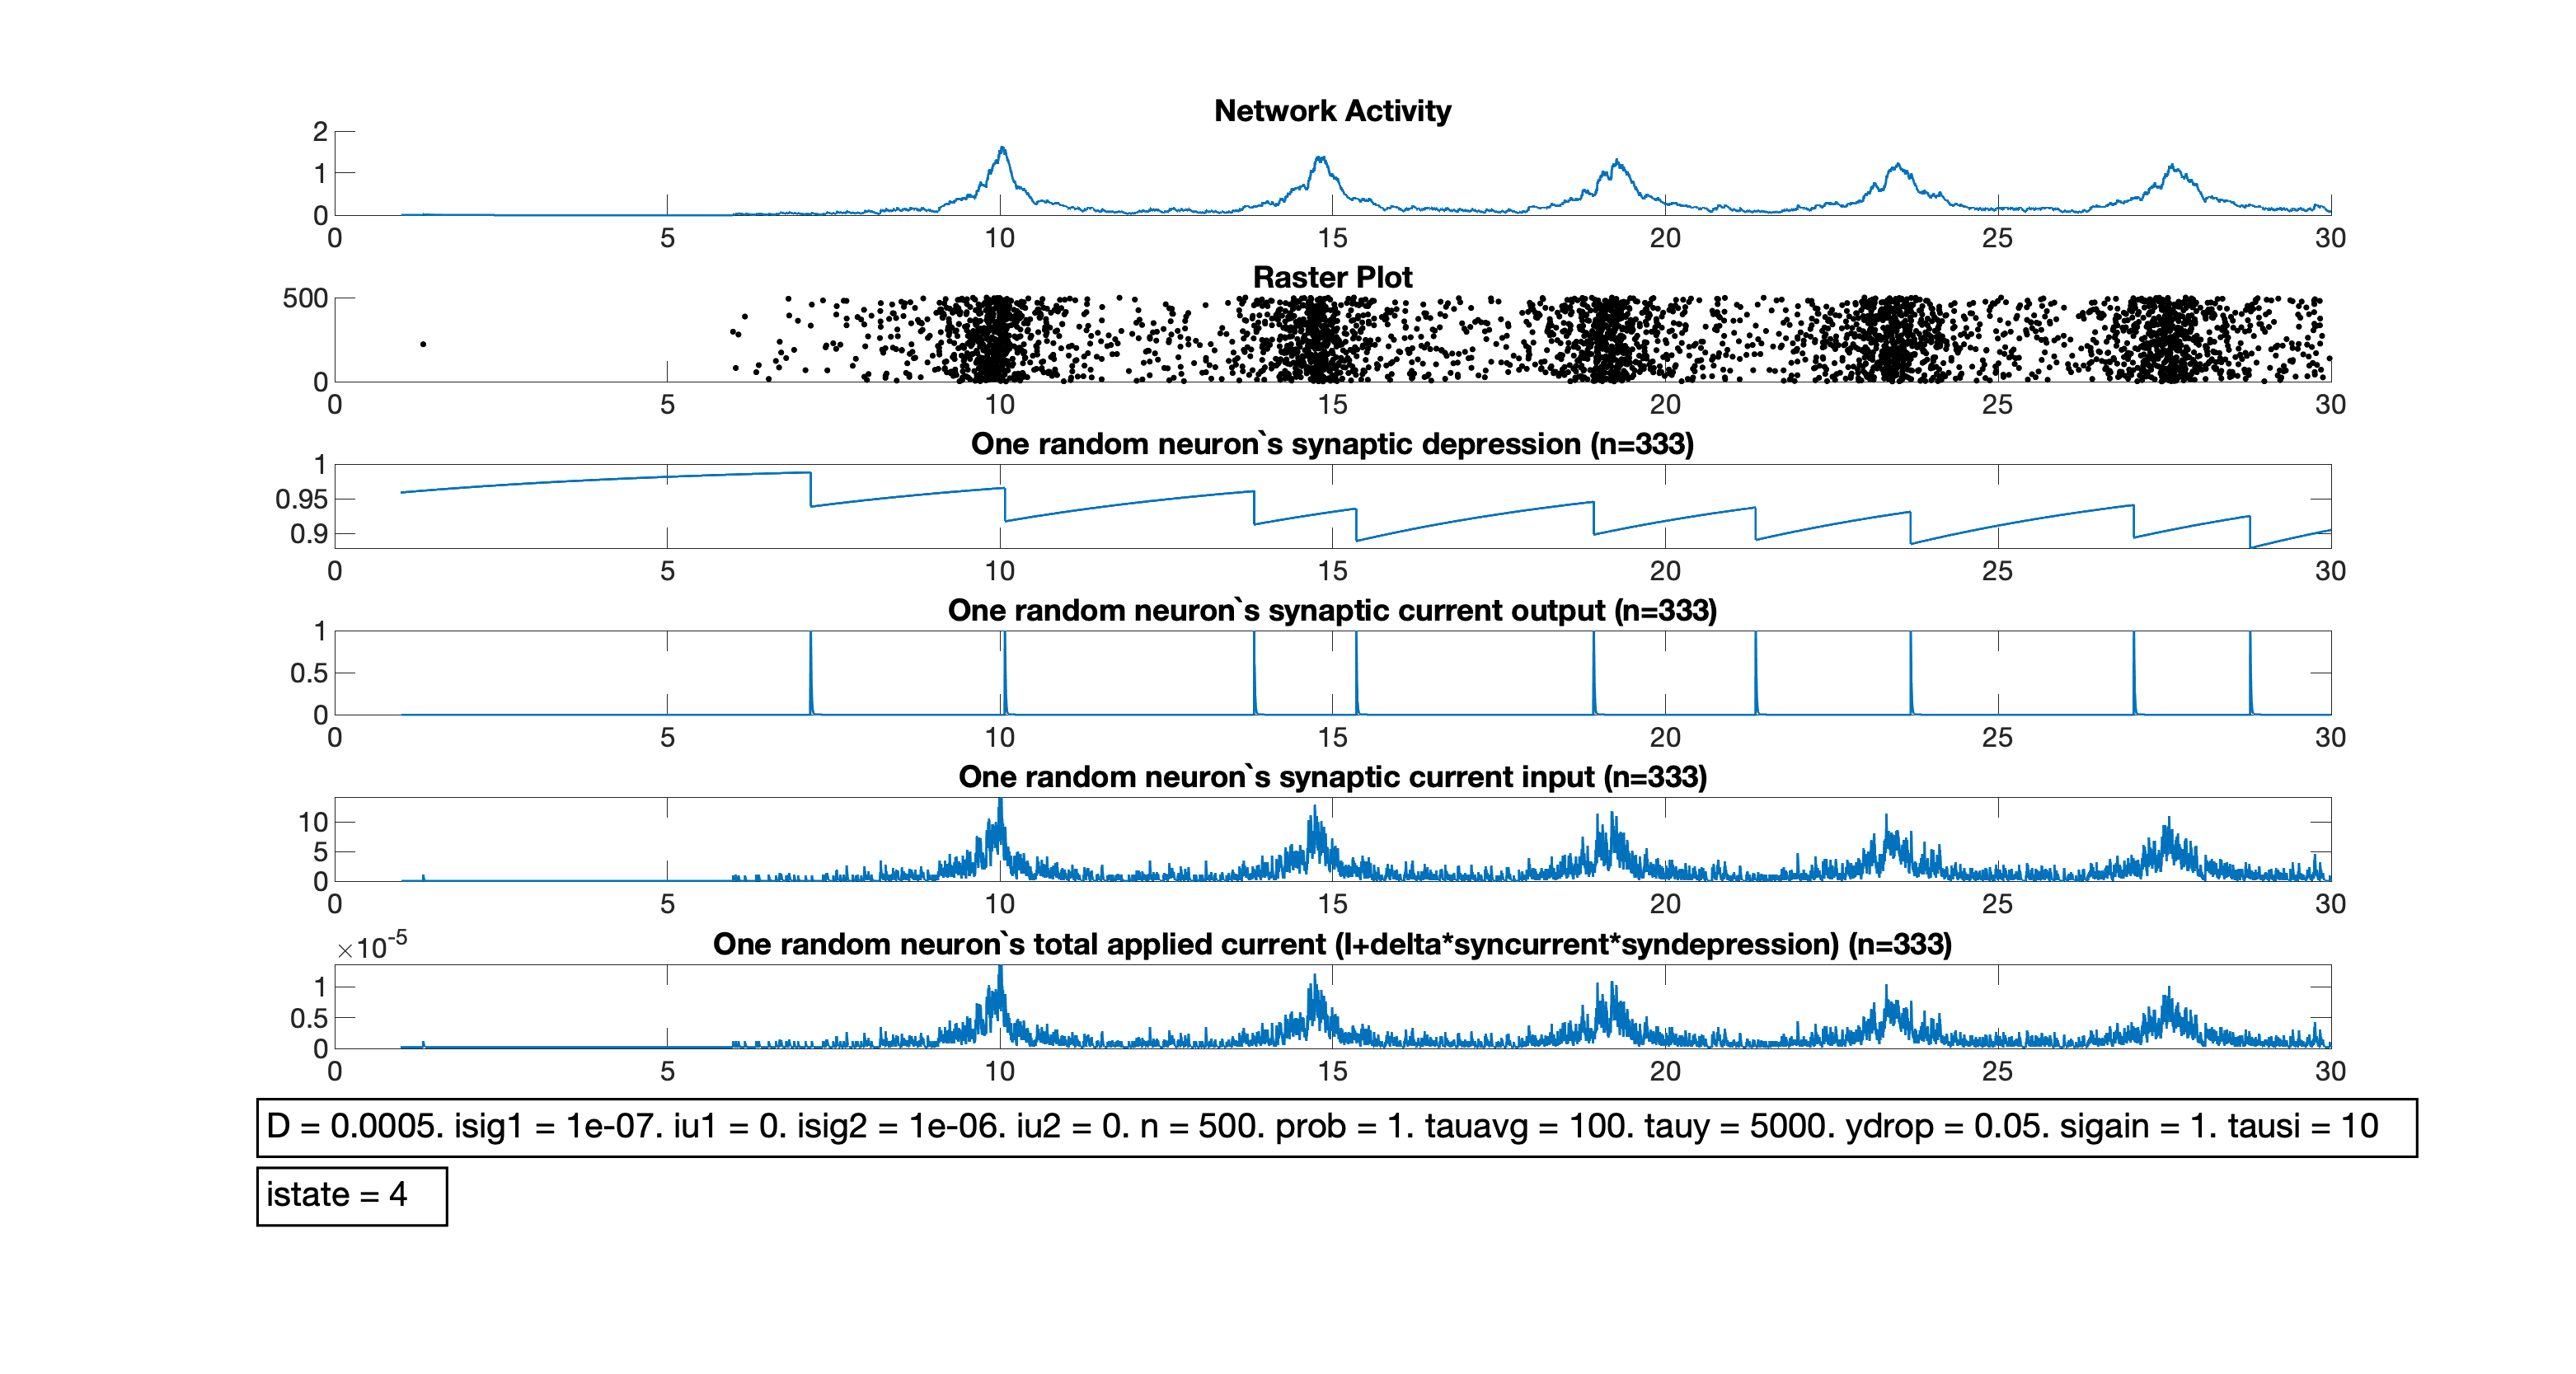 Network Activity
2
1
0
0 5 10 15 20 25 30
Raster Plot
500
0
0 5 10 15 20 25 30
One random neuron`s synaptic depression (n=333)
1
0.95
0.9
0 5 10 15 20 25 30
One random neuron`s synaptic current output (n=333)
1
0.5
0
0 5 10 15 20 25 30
One random neuron`s synaptic current input (n=333)
10
5
0
0 5 10 15 20 25 30
×10-5 One random neuron`s total applied current (I+delta*syncurrent*syndepression) (n=333)
1
0.5
0
0 5 10 15 20 25 30
D = 0.0005. isig1 = 1e-07. iu1 = 0. isig2 = 1e-06. iu2 = 0. n = 500. prob = 1. tauavg = 100. tauy = 5000. ydrop = 0.05. sigain = 1. tausi = 10
istate = 4